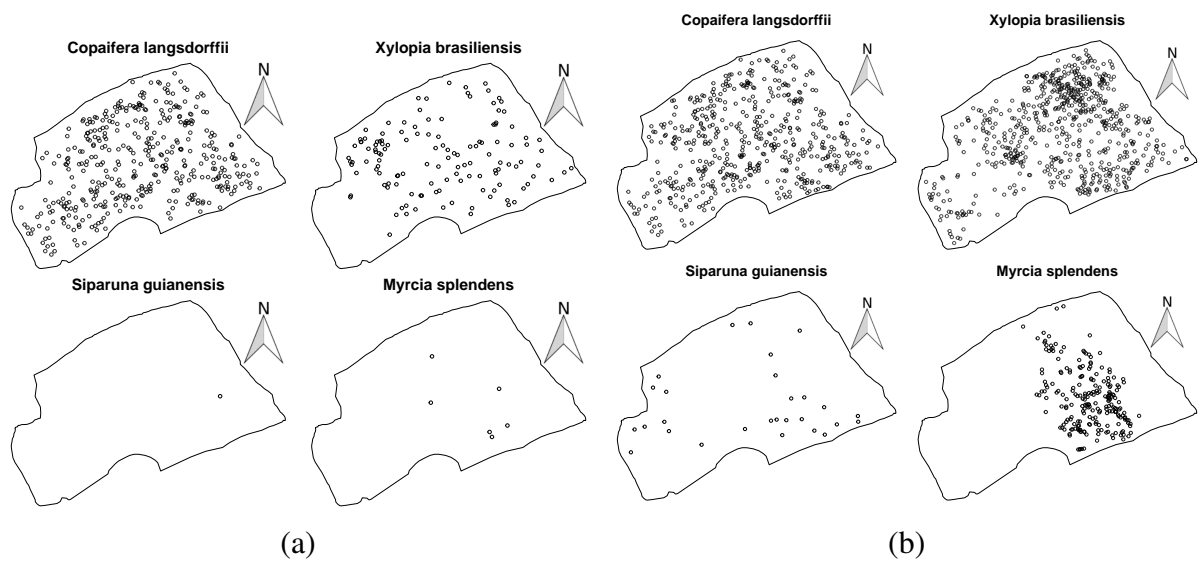 Copaifera langsdorffii
N
Xylopia brasiliensis
N
Siparuna guianensis
N
Myrcia splendens
N
(a)
Copaifera langsdorffii
N
Xylopia brasiliensis
N
Siparuna guianensis
N
Myrcia splendens
N
(b)